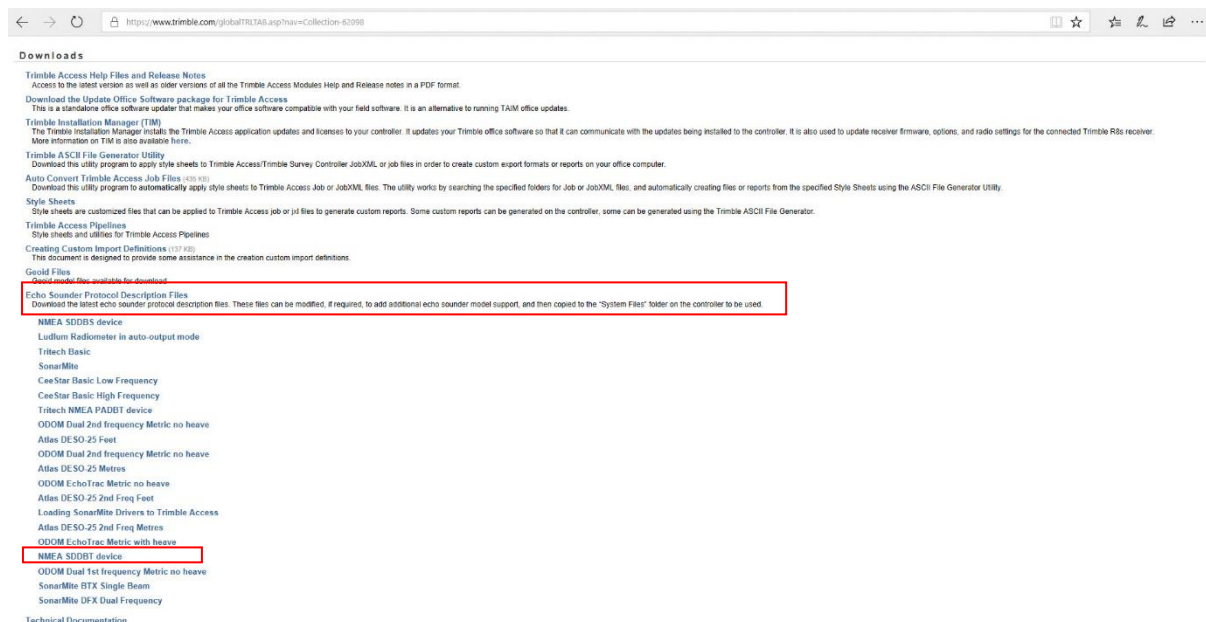 https://www.trimble.com/globalTRLTAB.asp?nav=Collection-62098
Downloads
Trimble Access Help Files and Release Notes
Access to the latest version as well as older versions of all the Trimble Access Modules Help and Release notes in a PDF format.
Download the Update Office Software package for Trimble Access
This is a standalone office software updater that makes your office software compatible with your field software. It is an alternative to running TAIM office updates.
Trimble Installation Manager (TIM)
The Trimble Installation Manager installs the Trimble Access application updates and licenses to your controller. It updates your Trimble office software so that it can communicate with the updates being installed to the controller. It is also used to update receiver firmware, options, and radio settings for the connected Trimble R8s receiver.
More information on TIM is also available here.
Trimble ASCII File Generator Utility
Download this utility program to apply style sheets to Trimble Access/Trimble Survey Controller JobXML or job files in order to create custom export formats or reports on your office computer.
Auto Convert Trimble Access Job Files (435 KB)
Download this utility program to automatically apply style sheets to Trimble Access Job or JobXML files. The utility works by searching the specified folders for Job or JobXML files, and automatically creating files or reports from the specified Style Sheets using the ASCII File Generator Utility.
Style Sheets
Style sheets are customized files that can be applied to Trimble Access job or jxl files to generate custom reports. Some custom reports can be generated on the controller, some can be generated using the Trimble ASCII File Generator.
Trimble Access Pipelines
Style sheets and utilities for Trimble Access Pipelines
Creating Custom Import Definitions (137 KB)
This document is designed to provide some assistance in the creation custom import definitions.
Geoid Files
Geoid model files available for download
Echo Sounder Protocol Description Files
Download the latest echo sounder protocol description files. These files can be modified, if required, to add additional echo sounder model support, and then copied to the "System Files" folder on the controller to be used.
NMEA SDDBS device
Ludlum Radiometer in auto-output mode
Tritech Basic
SonarMite
CeeStar Basic Low Frequency
CeeStar Basic High Frequency
Tritech NMEA PADBT device
ODOM Dual 2nd frequency Metric no heave
Atlas DESO-25 Feet
ODOM Dual 2nd frequency Metric no heave
Atlas DESO-25 Metres
ODOM EchoTrac Metric no heave
Atlas DESO-25 2nd Freq Feet
Loading SonarMite Drivers to Trimble Access
Atlas DESO-25 2nd Freq Metres
ODOM EchoTrac Metric with heave
NMEA SDDBT device
ODOM Dual 1st frequency Metric no heave
SonarMite BTX Single Beam
SonarMite DFX Dual Frequency
Technical Documentation